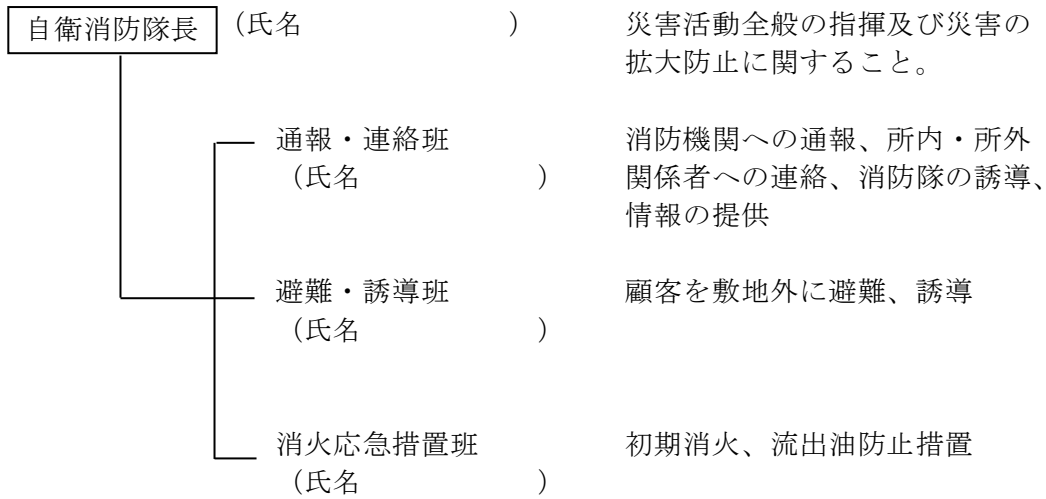 自衛消防隊長 (氏名 ) 災害活動全般の指揮及び災害の
拡大防止に関すること。
通報・連絡班 消防機関への通報、所内・所外
(氏名 ) 関係者への連絡、消防隊の誘導、
情報の提供
避難・誘導班 顧客を敷地外に避難、誘導
(氏名 )
消火応急措置班 初期消火、流出油防止措置
(氏名 )